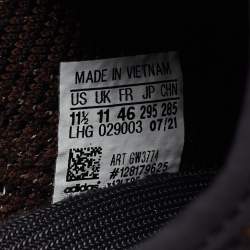 MADE IN VIETNAM
US UK FR JP CHN
11½ 11 46 295 285
LHG 029003 07/21
ART GW3774
#128179625
adidas